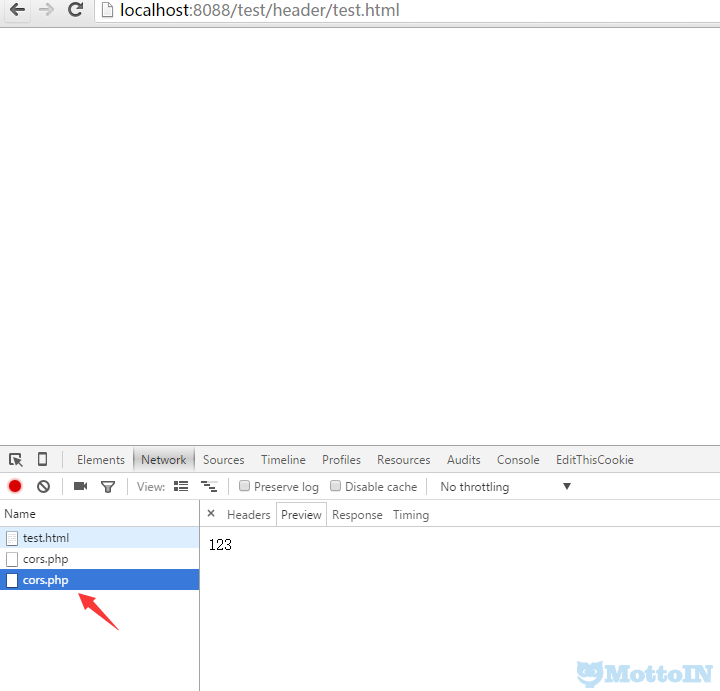 localhost:8088/test/header/test.html
Elements Network Sources Timeline Profiles Resources Audits Console EditThisCookie
View: Preserve log Disable cache No throttling
Name × Headers Preview Response Timing
test.html
cors.php
cors.php
123
MottoIN